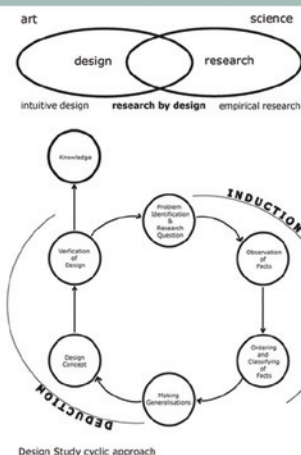 art science
design research
intuitive design research by design empirical research
Knowledge
Problem
Identification
&
Research
Question
INDUCTION
Verfication
of
Design
Observation
of
Facts
Design
Concept
Ordering
and
Classifying
of
Facts
Making
Generalisations
DEDUCTION
Design Study cyclic approach